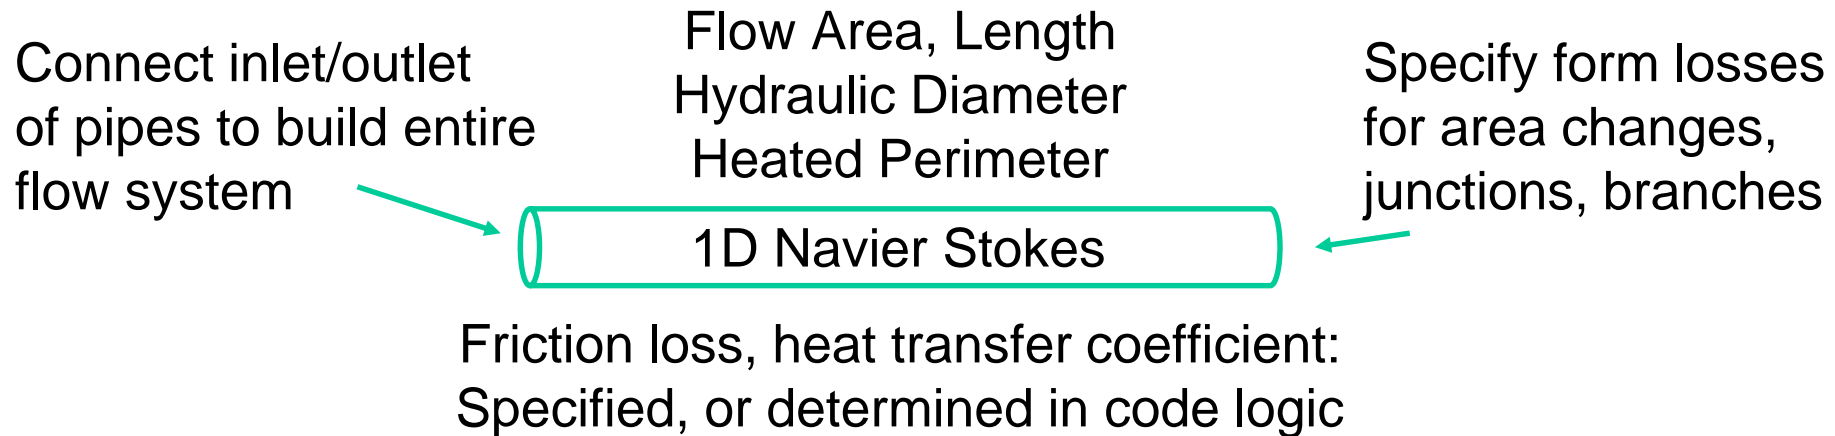 Connect inlet/outlet
of pipes to build entire
flow system
Flow Area, Length
Hydraulic Diameter
Heated Perimeter
Specify form losses
for area changes,
junctions, branches
1D Navier Stokes
Friction loss, heat transfer coefficient:
Specified, or determined in code logic